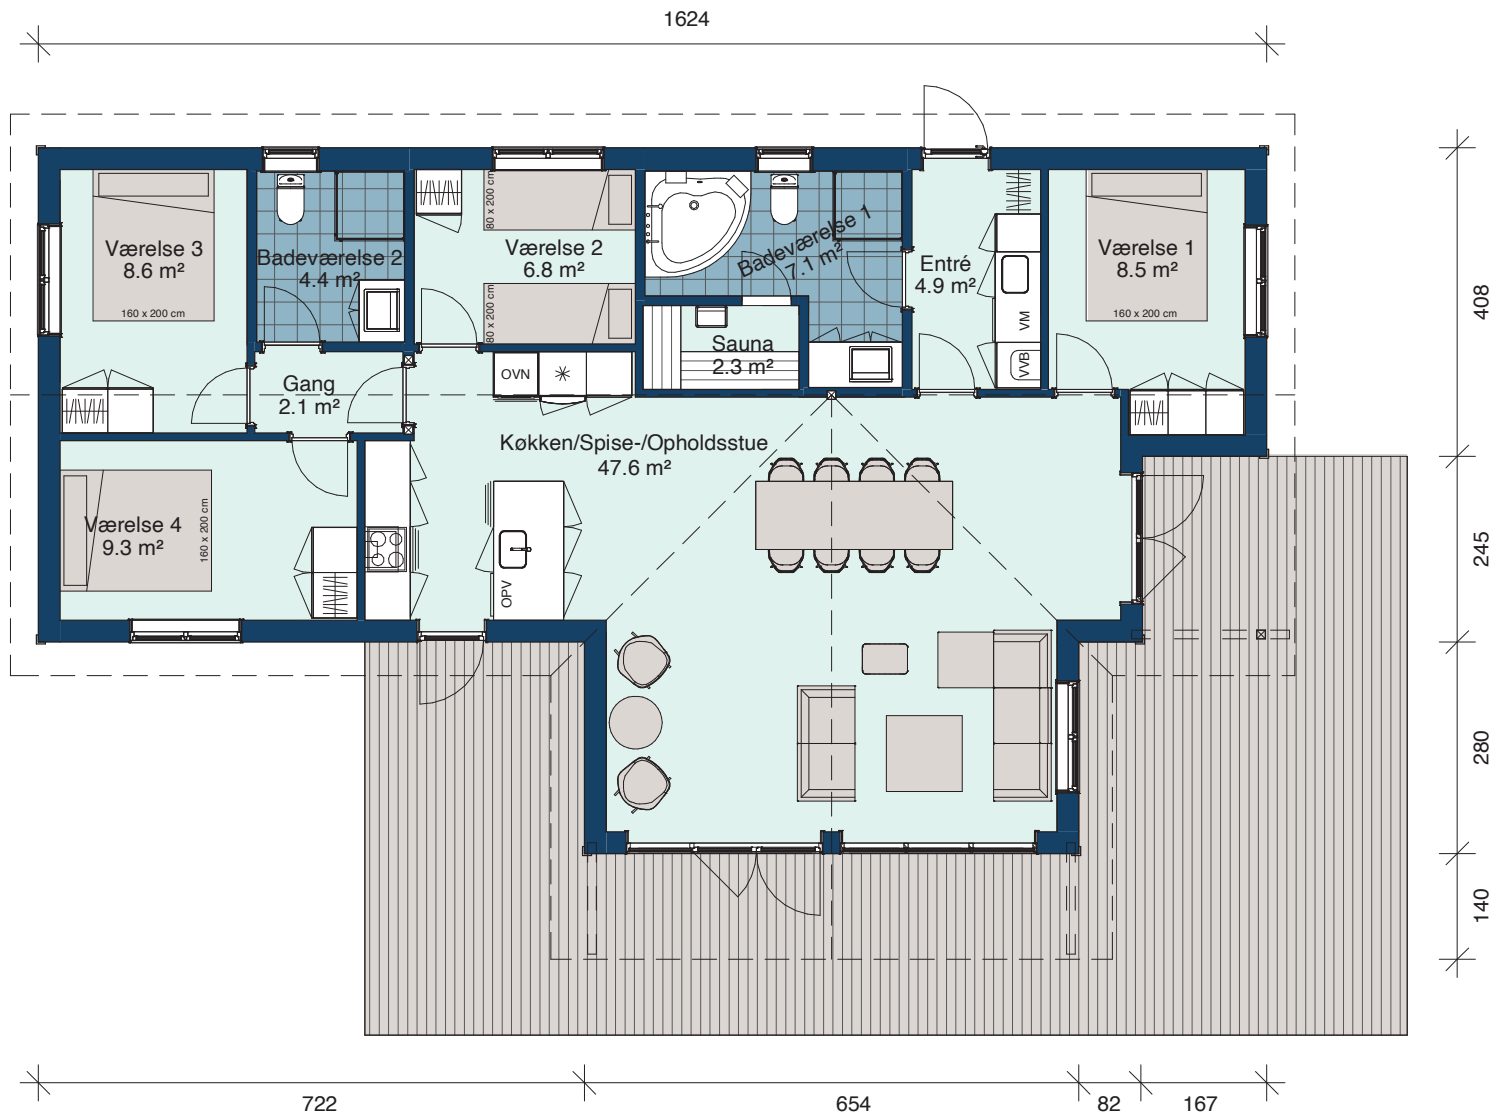 1624
Værelse 3
8.6 m²
160 x 200 cm
Badeværelse 2
4.4 m²
80 x 200 cm
Værelse 2
6.8 m²
80 x 200 cm
Badeværelse 1
7.1 m²
Entré
4.9 m²
VM
VVB
Værelse 1
8.5 m²
160 x 200 cm
408
Sauna
2.3 m²
Gang
2.1 m²
OVN
Køkken/Spise-/Opholdsstue
47.6 m²
Værelse 4
9.3 m²
160 x 200 cm
OPV
245
280
140
722
654
82
167